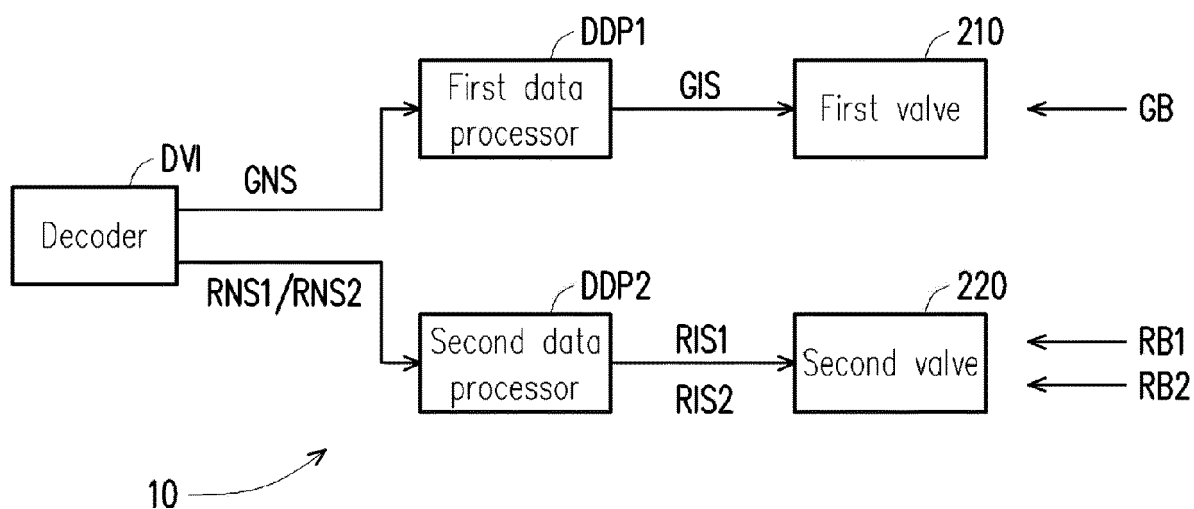 DDP1
210
First data
processor
GIS
First valve
GB
DVI
GNS
Decoder
RNS1/RNS2
DDP2
220
Second data
processor
RIS1
RIS2
Second valve
RB1
RB2
10